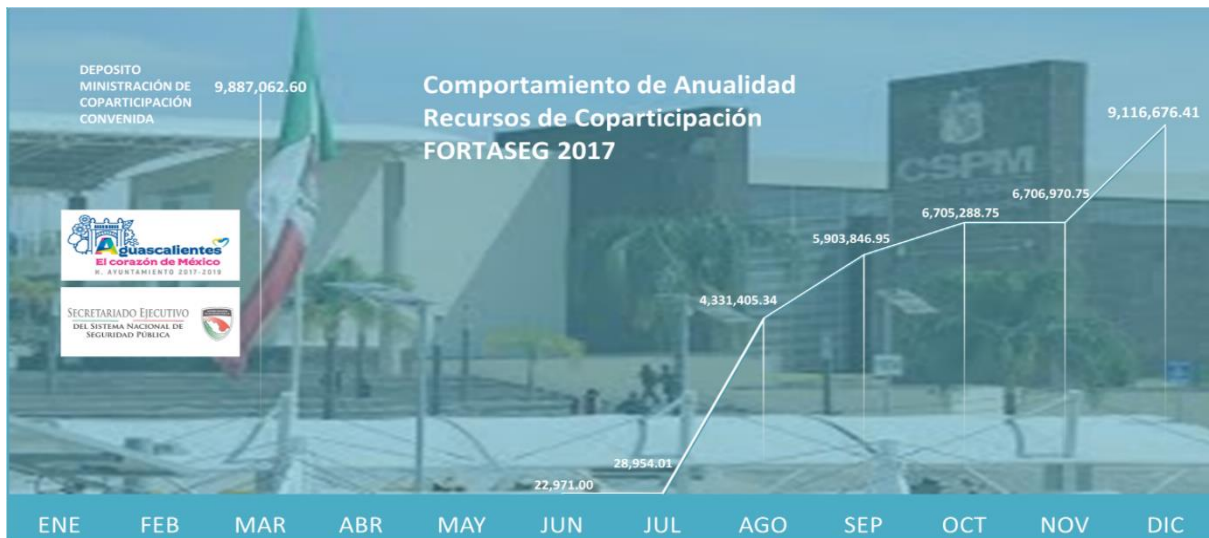 DEPOSITO
MINISTRACIÓN DE
COPARTICIPACIÓN
CONVENIDA
9,887,062.60
Comportamiento de Anualidad
Recursos de Coparticipación
FORTASEG 2017
CSPM
9,116,676.41
6,706,970.75
6,705,288.75
5,903,846.95
4,331,405.34
28,954.01
22,971.00
Aguascalientes
El corazón de México
H. AYUNTAMIENTO 2017-2019
SECRETARIADO EJECUTIVO
DEL SISTEMA NACIONAL DE
SEGURIDAD PÚBLICA
ENE FEB MAR ABR MAY JUN JUL AGO SEP OCT NOV DIC